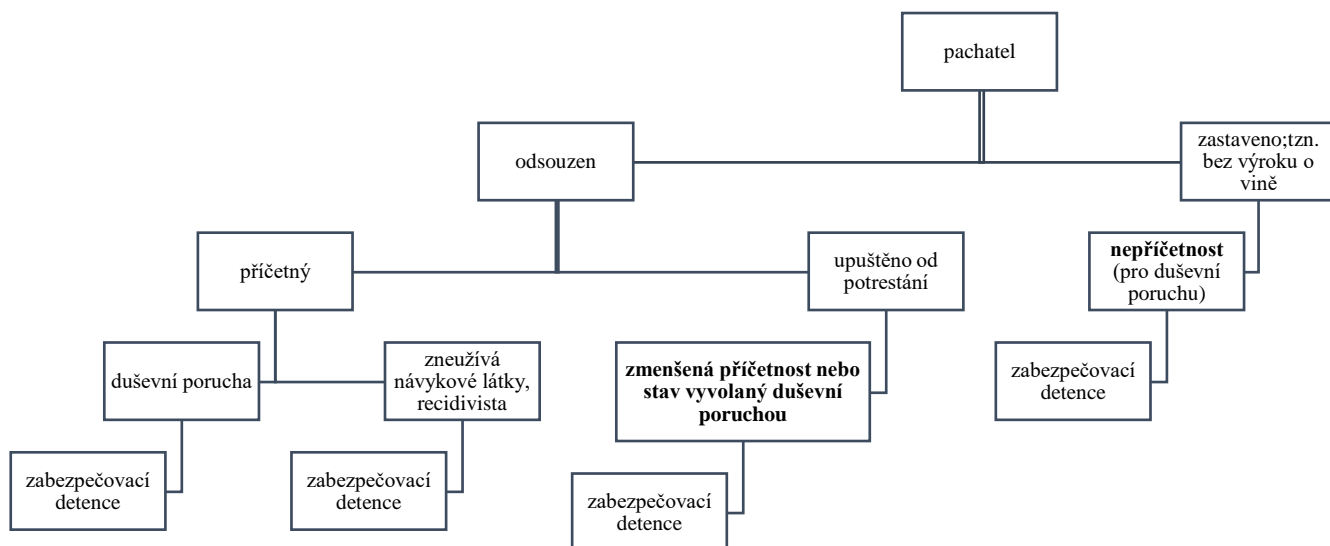 pachatel
odsouzen
zastaveno;tzn.
bez výroku o
vině
příčetný
upuštěno od
potrestání
nepříčetnost
(pro duševní
poruchu)
duševní porucha
zneužívá
návykové látky,
recidivista
zmenšená příčetnost nebo
stav vyvolaný duševní
poruchou
zabezpečovací
detence
zabezpečovací
detence
zabezpečovací
detence
zabezpečovací
detence